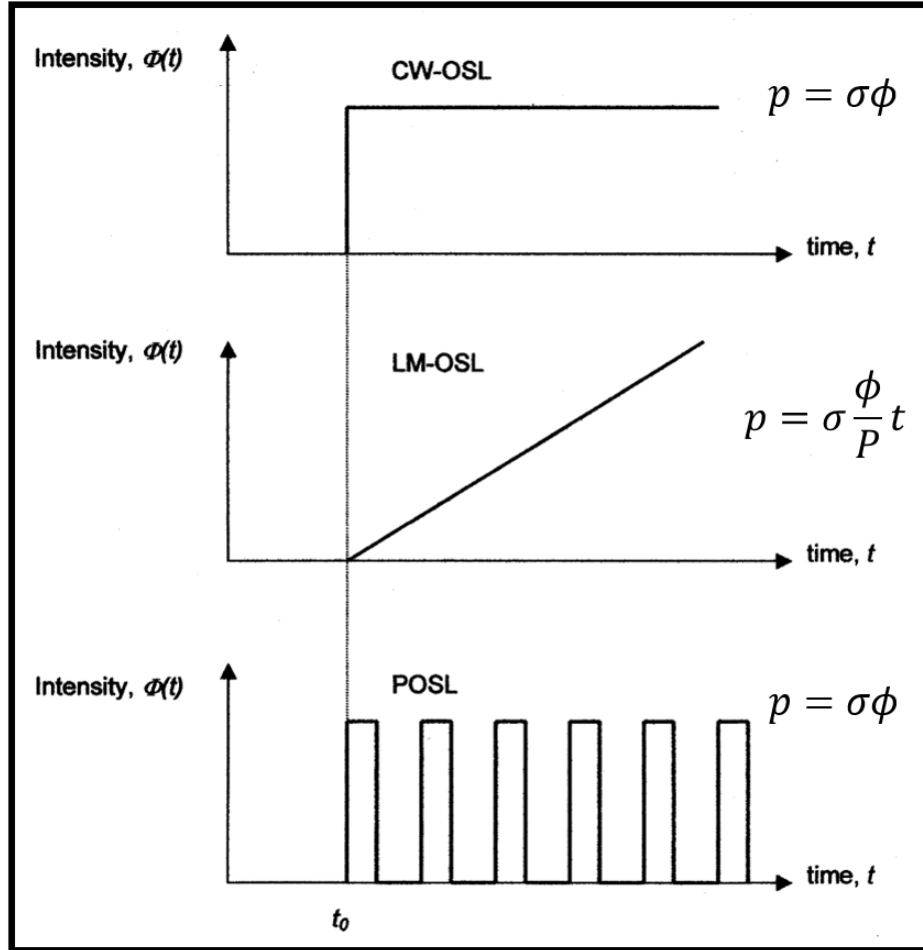 Intensity, Φ(t)
CW-OSL
p = σϕ
time, t
Intensity, Φ(t)
LM-OSL
p = σ ϕ/P t
time, t
Intensity, Φ(t)
POSL
p = σϕ
time, t
t₀